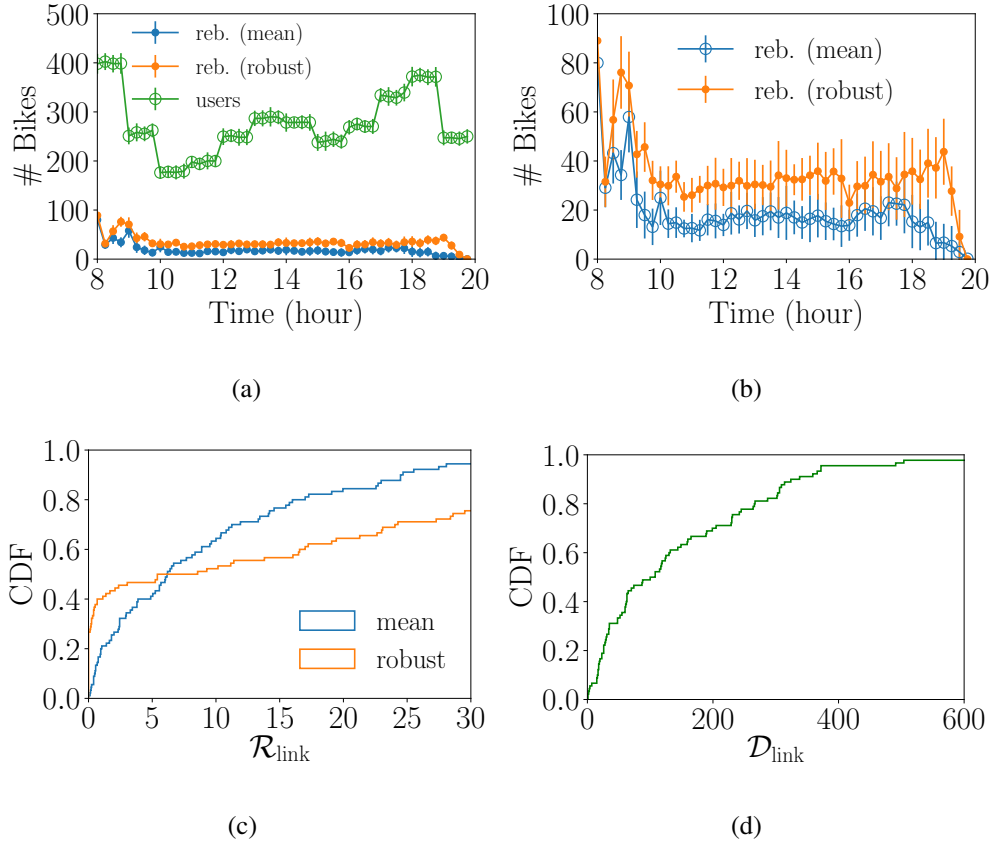 500
400
300
200
100
0
# Bikes
reb. (mean)
reb. (robust)
users
8 10 12 14 16 18 20
Time (hour)
(a)
100
80
60
40
20
0
# Bikes
reb. (mean)
reb. (robust)
8 10 12 14 16 18 20
Time (hour)
(b)
1.0
0.8
0.6
0.4
0.2
0.0
CDF
mean
robust
0 5 10 15 20 25 30
𝓡link
(c)
1.0
0.8
0.6
0.4
0.2
0.0
CDF
0 200 400 600
𝓓link
(d)